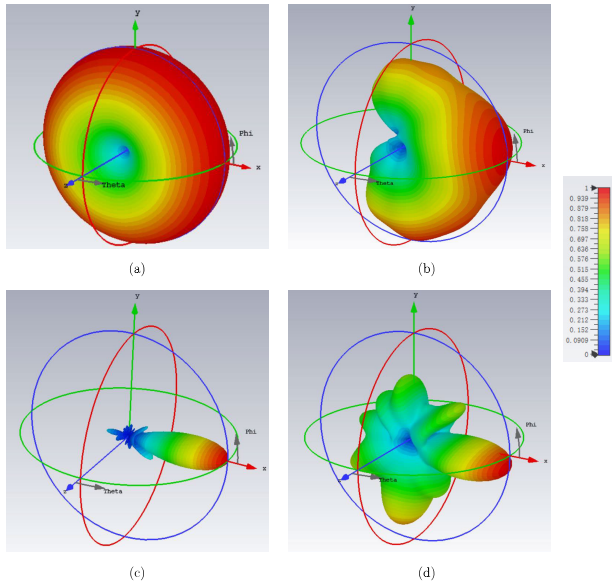 y
Phi
x
z
Theta
(a)
y
Phi
x
z
Theta
(b)
1
0.939
0.879
0.818
0.758
0.697
0.636
0.576
0.515
0.455
0.394
0.333
0.273
0.212
0.152
0.0909
0
y
Phi
x
z
Theta
(c)
y
Phi
x
z
Theta
(d)